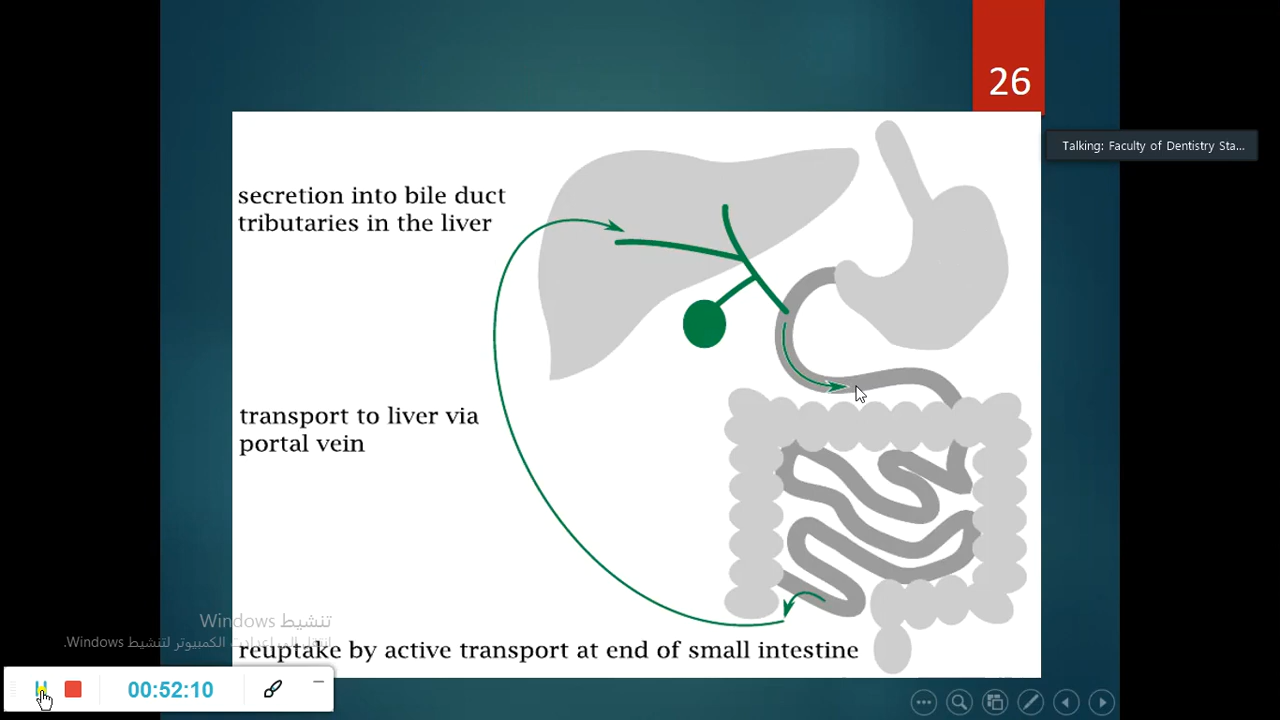 26
Talking: Faculty of Dentistry Sta...
secretion into bile duct
tributaries in the liver
transport to liver via
portal vein
تنشيط Windows
انتقل إلى إعدادات الكمبيوتر لتنشيط Windows.
reuptake by active transport at end of small intestine
00:52:10